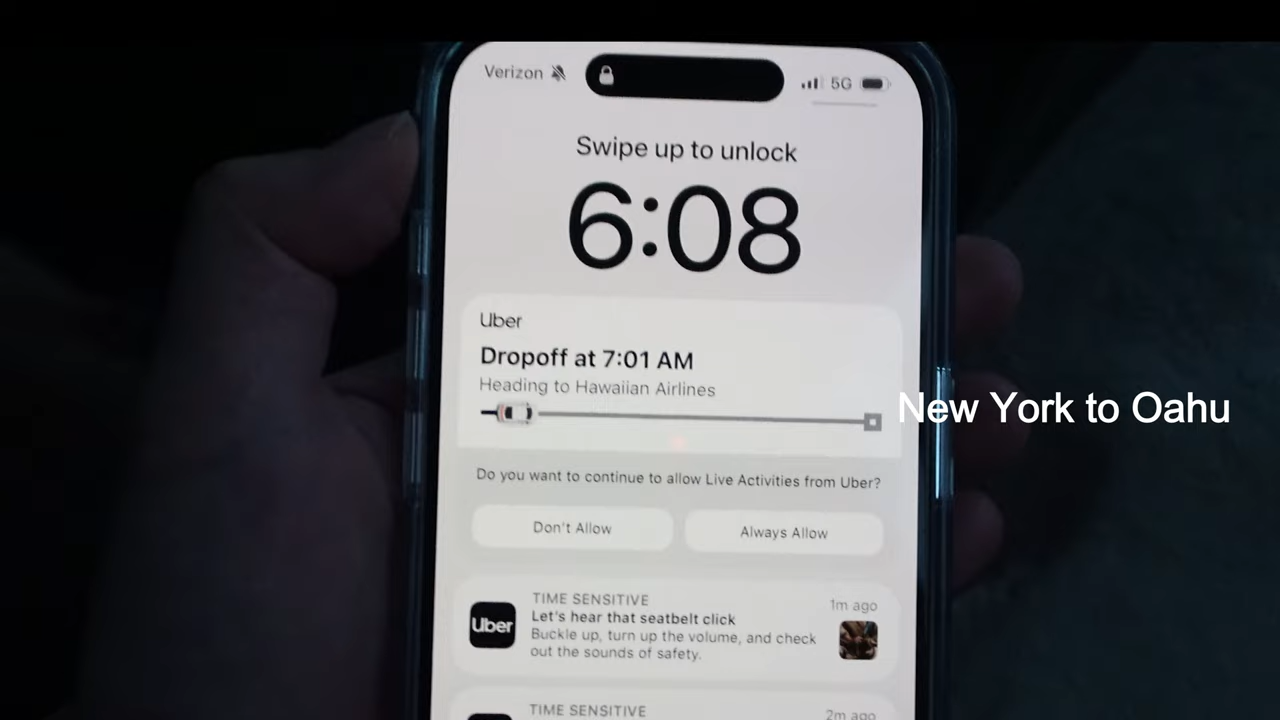 Verizon
5G
Swipe up to unlock
6:08
Uber
Dropoff at 7:01 AM
Heading to Hawaiian Airlines
New York to Oahu
Do you want to continue to allow Live Activities from Uber?
Don't Allow
Always Allow
TIME SENSITIVE
1m ago
Let's hear that seatbelt click
Uber
Buckle up, turn up the volume, and check
out the sounds of safety.
TIME SENSITIVE
2m ago